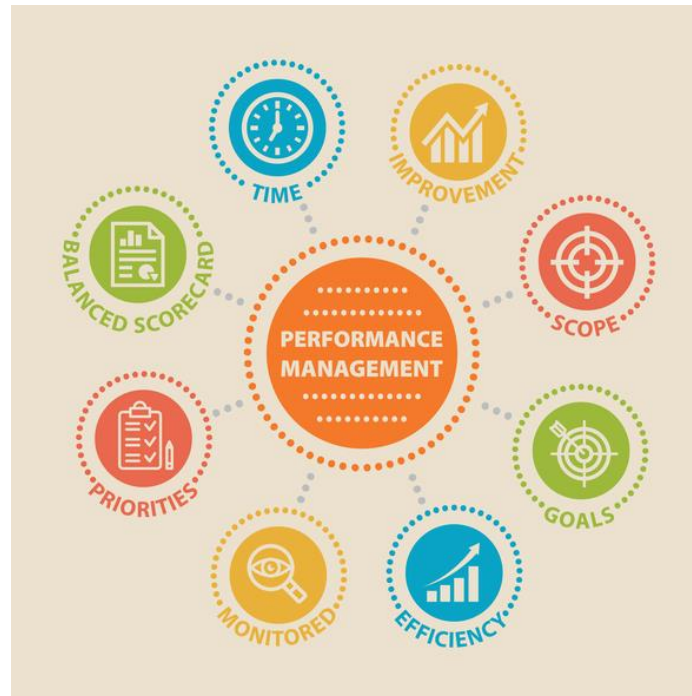 PERFORMANCE
MANAGEMENT
TIME
IMPROVEMENT
SCOPE
GOALS
EFFICIENCY
MONITORED
PRIORITIES
BALANCED SCORECARD